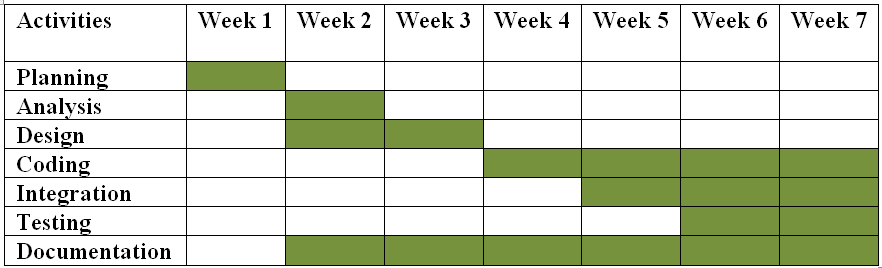 Activities Week 1 Week 2 Week 3 Week 4 Week 5 Week 6 Week 7
Planning
Analysis
Design
Coding
Integration
Testing
Documentation